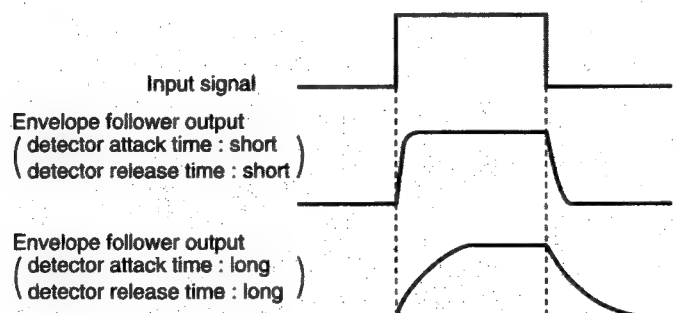 Input signal
Envelope follower output
( detector attack time : short
detector release time : short )
Envelope follower output
( detector attack time : long
detector release time : long )